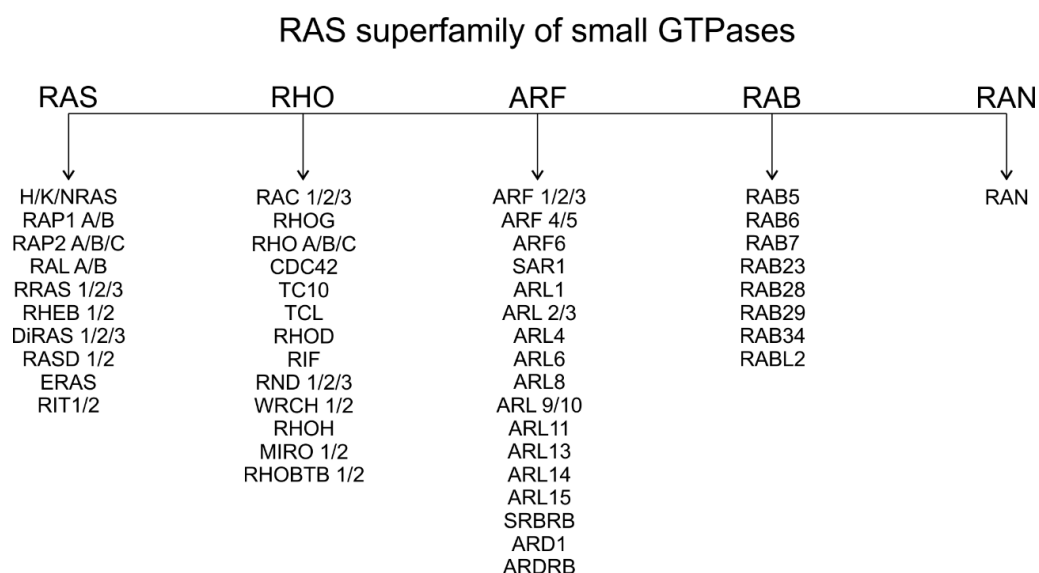 RAS superfamily of small GTPases
RAS RHO ARF RAB RAN
H/K/NRAS
RAP1 A/B
RAP2 A/B/C
RAL A/B
RRAS 1/2/3
RHEB 1/2
DiRAS 1/2/3
RASD 1/2
ERAS
RIT1/2
RAC 1/2/3
RHOG
RHO A/B/C
CDC42
TC10
TCL
RHOD
RIF
RND 1/2/3
WRCH 1/2
RHOH
MIRO 1/2
RHOBTB 1/2
ARF 1/2/3
ARF 4/5
ARF6
SAR1
ARL1
ARL 2/3
ARL4
ARL6
ARL8
ARL 9/10
ARL11
ARL13
ARL14
ARL15
SRBRB
ARD1
ARDRB
RAB5
RAB6
RAB7
RAB23
RAB28
RAB29
RAB34
RABL2
RAN